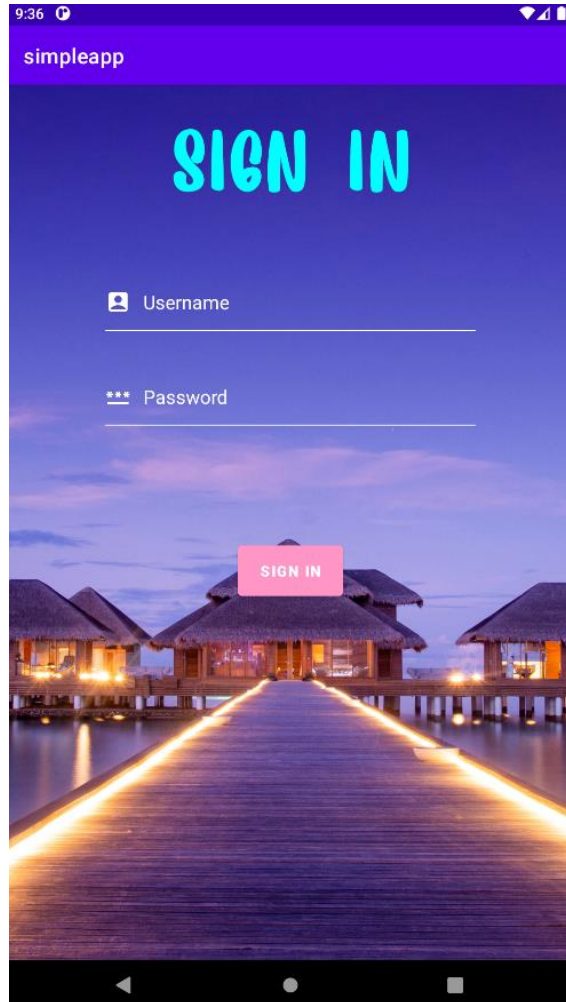 9:36
simpleapp
SIGN IN
Username
*** Password
SIGN IN